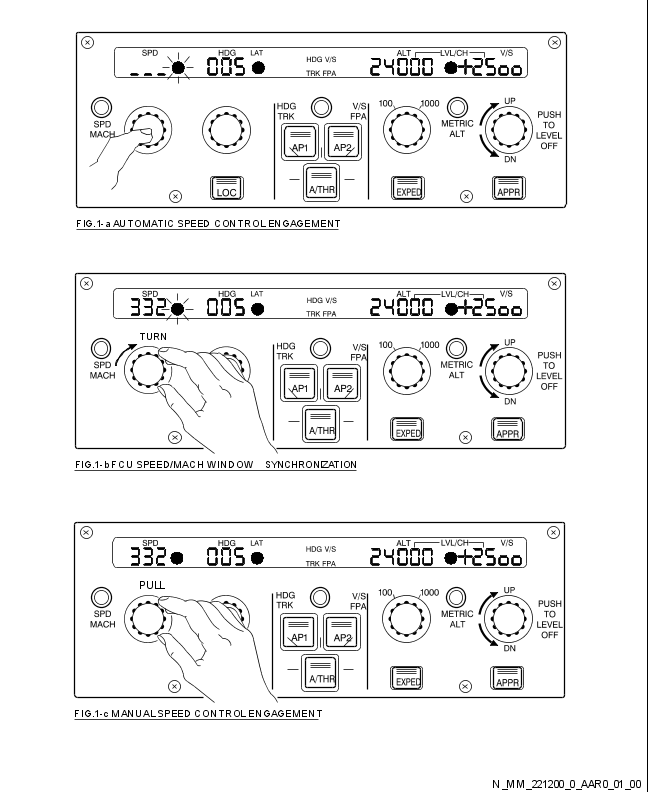 SPD HDG LAT HDG V/S TRK FPA ALT LVL/CH V/S
_ _ _ 005 24000 +25oo
SPD MACH
HDG TRK V/S FPA
100 1000
METRIC ALT
UP
DN
PUSH TO LEVEL OFF
AP1 AP2
A/THR
LOC EXPED APPR
FIG.1-a AUTOMATIC SPEED CONTROL ENGAGEMENT
SPD HDG LAT HDG V/S TRK FPA ALT LVL/CH V/S
332 005 24000 +25oo
TURN
SPD MACH
HDG TRK V/S FPA
100 1000
METRIC ALT
UP
DN
PUSH TO LEVEL OFF
AP1 AP2
A/THR
EXPED APPR
FIG.1-b FCU SPEED/MACH WINDOW SYNCHRONIZATION
SPD HDG LAT HDG V/S TRK FPA ALT LVL/CH V/S
332 005 24000 +25oo
PULL
SPD MACH
HDG TRK V/S FPA
100 1000
METRIC ALT
UP
DN
PUSH TO LEVEL OFF
AP1 AP2
A/THR
EXPED APPR
FIG.1-c MANUAL SPEED CONTROL ENGAGEMENT
N_MM_221200_0_AAR0_01_00